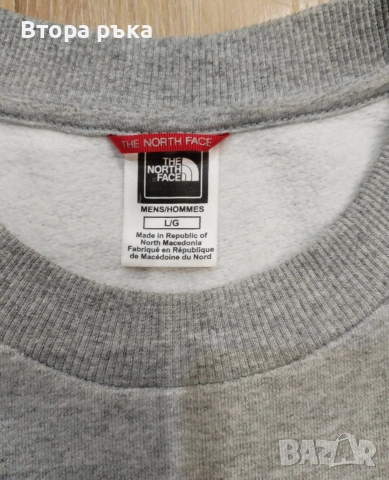 Втора ръка
THE NORTH FACE
THE
NORTH
FACE
MENS/HOMMES
L/G
Made in Republic of
North Macedonia
Fabriqué en République
de Macédoine du Nord
BAZAR